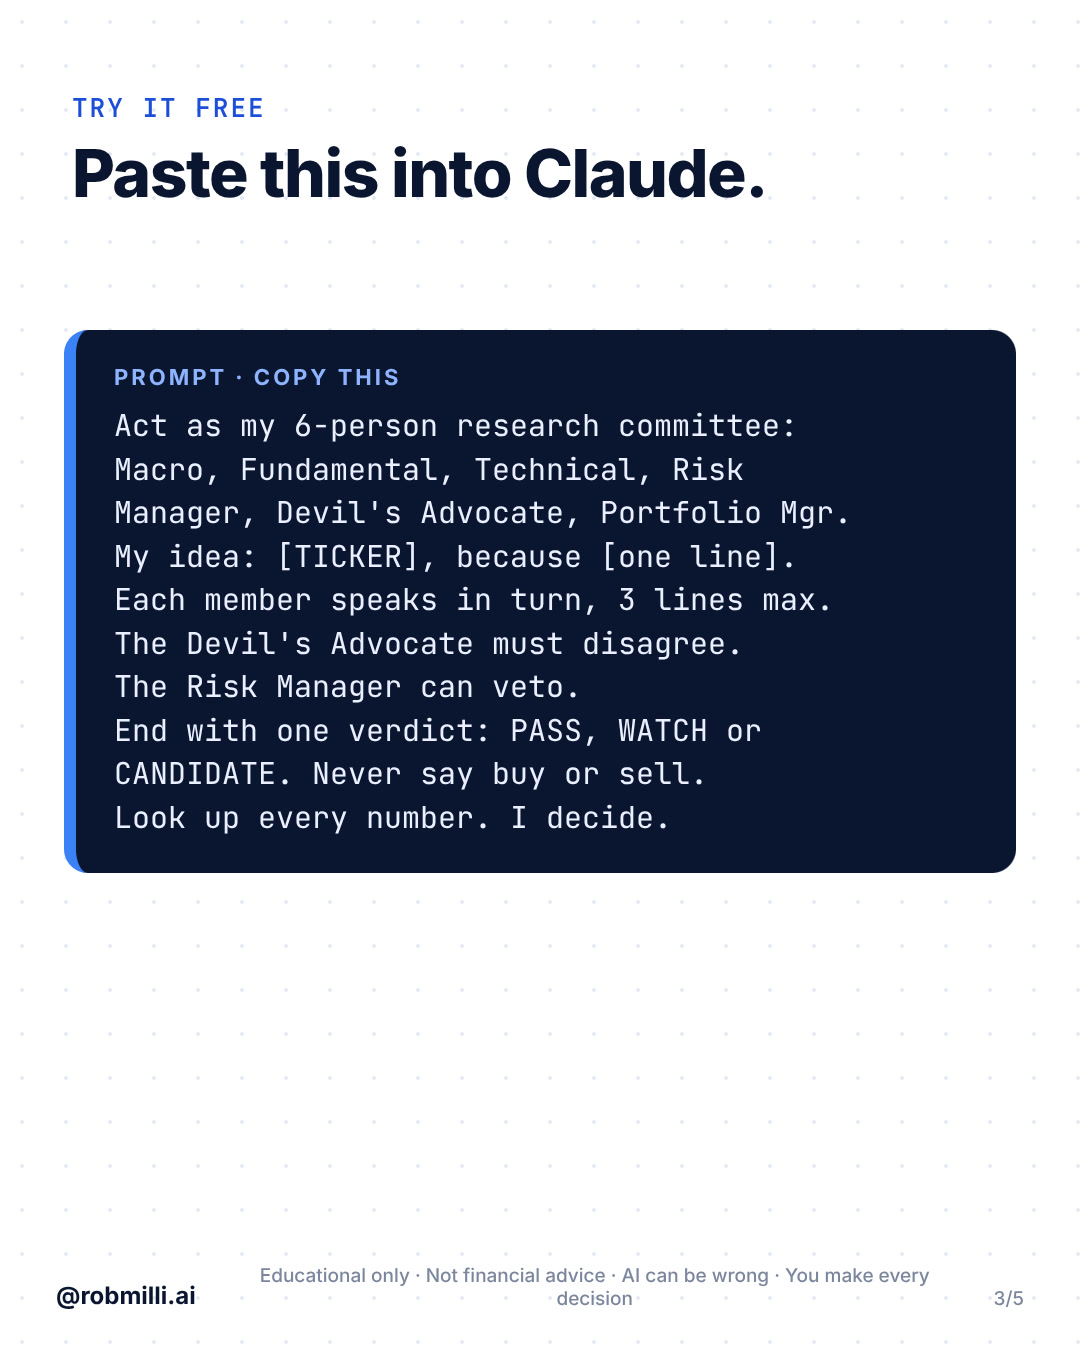 TRY IT FREE
Paste this into Claude.
PROMPT · COPY THIS
Act as my 6-person research committee:
Macro, Fundamental, Technical, Risk
Manager, Devil's Advocate, Portfolio Mgr.
My idea: [TICKER], because [one line].
Each member speaks in turn, 3 lines max.
The Devil's Advocate must disagree.
The Risk Manager can veto.
End with one verdict: PASS, WATCH or
CANDIDATE. Never say buy or sell.
Look up every number. I decide.
@robmilli.ai
Educational only · Not financial advice · AI can be wrong · You make every
decision
3/5